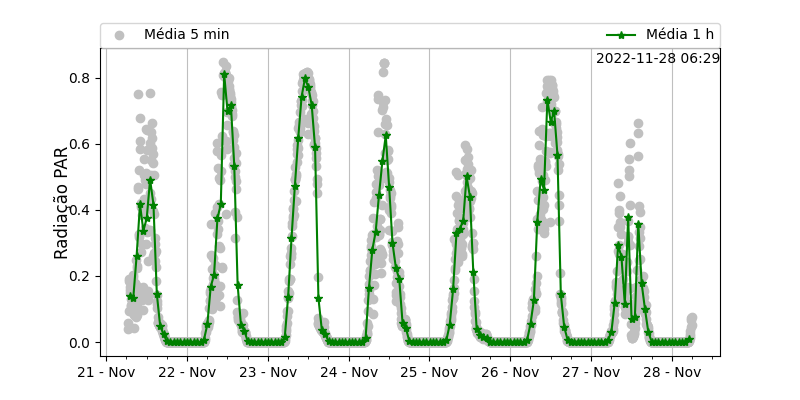 Média 5 min
Média 1 h
2022-11-28 06:29
Radiação PAR
0.8
0.6
0.4
0.2
0.0
21 - Nov
22 - Nov
23 - Nov
24 - Nov
25 - Nov
26 - Nov
27 - Nov
28 - Nov